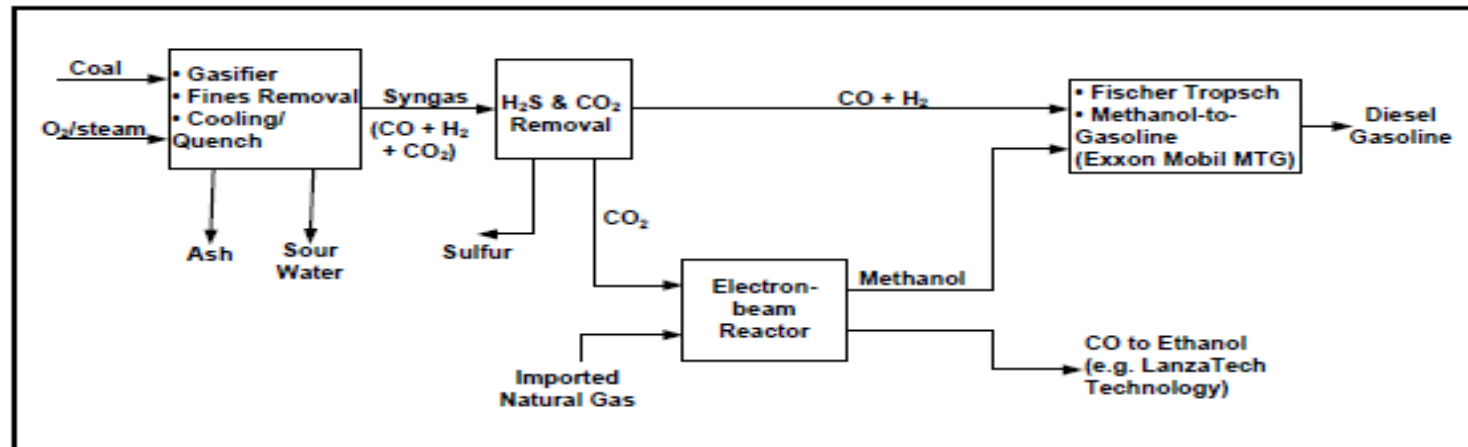 Coal
O₂/steam
• Gasifier
• Fines Removal
• Cooling/
Quench
Syngas
(CO + H₂
+ CO₂)
H₂S & CO₂
Removal
CO + H₂
• Fischer Tropsch
• Methanol-to-
Gasoline
(Exxon Mobil MTG)
Diesel
Gasoline
Ash
Sour
Water
Sulfur
CO₂
Electron-
beam
Reactor
Methanol
Imported
Natural Gas
CO to Ethanol
(e.g. LanzaTech
Technology)